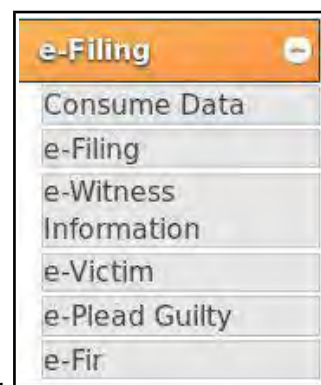 e-Filing
Consume Data
e-Filing
e-Witness
Information
e-Victim
e-Plead Guilty
e-Fir